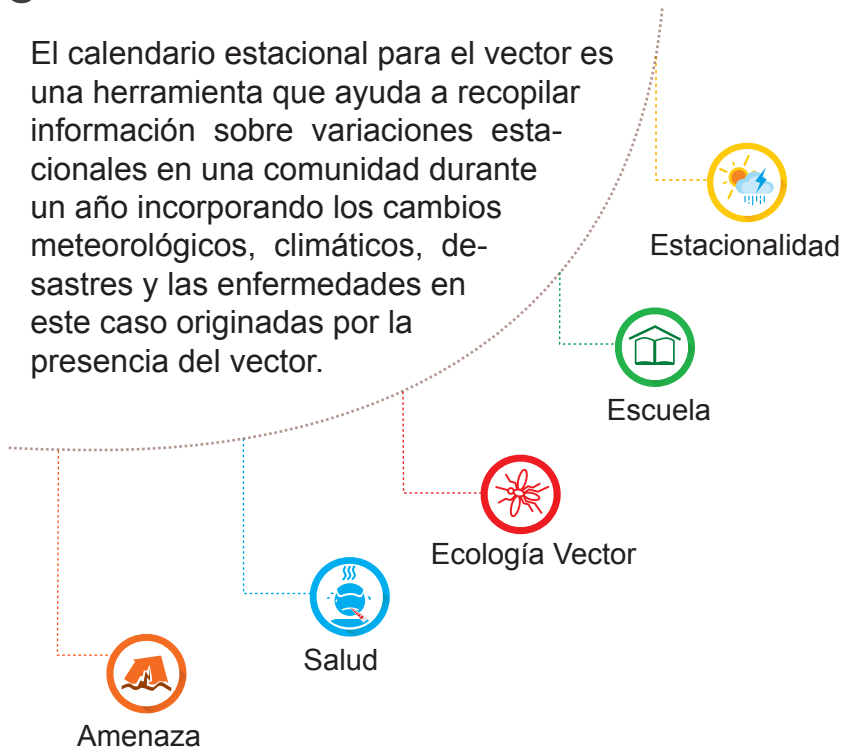 El calendario estacional para el vector es
una herramienta que ayuda a recopilar
información sobre variaciones esta-
cionales en una comunidad durante
un año incorporando los cambios
meteorológicos, climáticos, de-
sastres y las enfermedades en
este caso originadas por la
presencia del vector.
Estacionalidad
Escuela
Ecología Vector
Salud
Amenaza